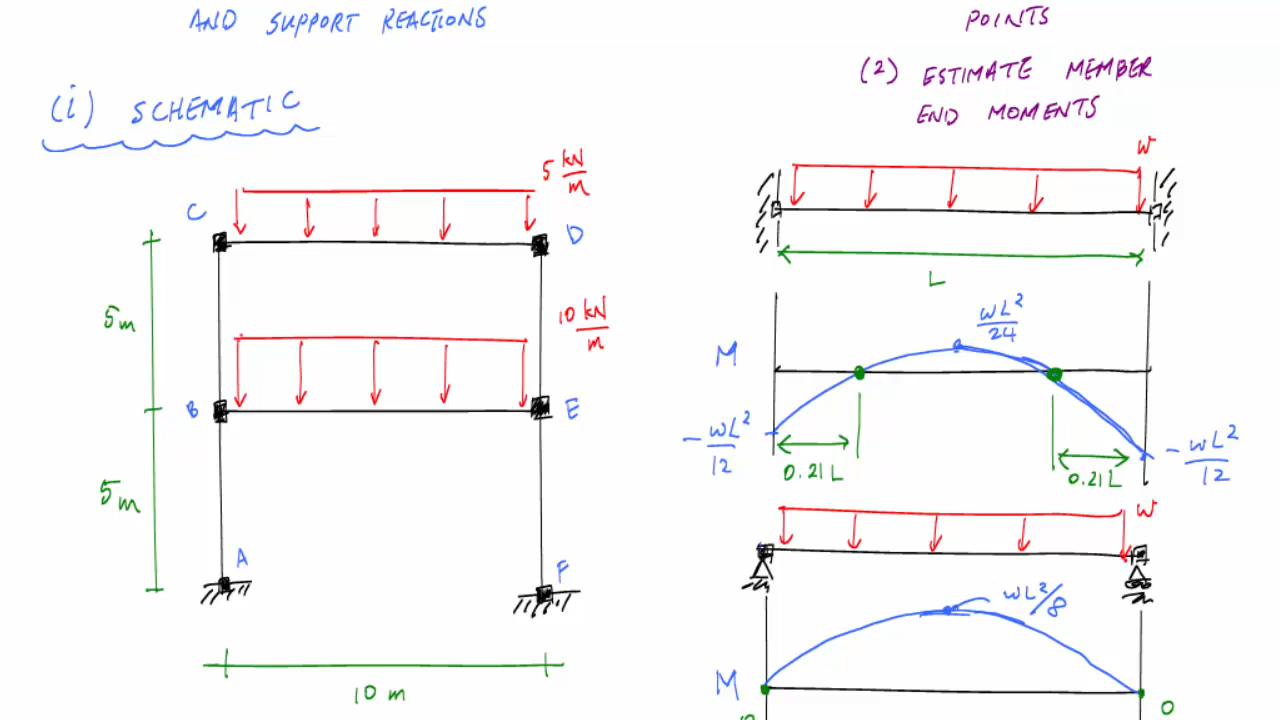 AND SUPPORT REACTIONS
(i) SCHEMATIC
5 kN/m
C
D
5m
10 kN/m
B
E
5m
A
F
10 m
POINTS
(2) ESTIMATE MEMBER
END MOMENTS
W
L
M
wL²/24
-wL²/12
0.21L
0.21L
-wL²/12
W
wL²/8
M
0